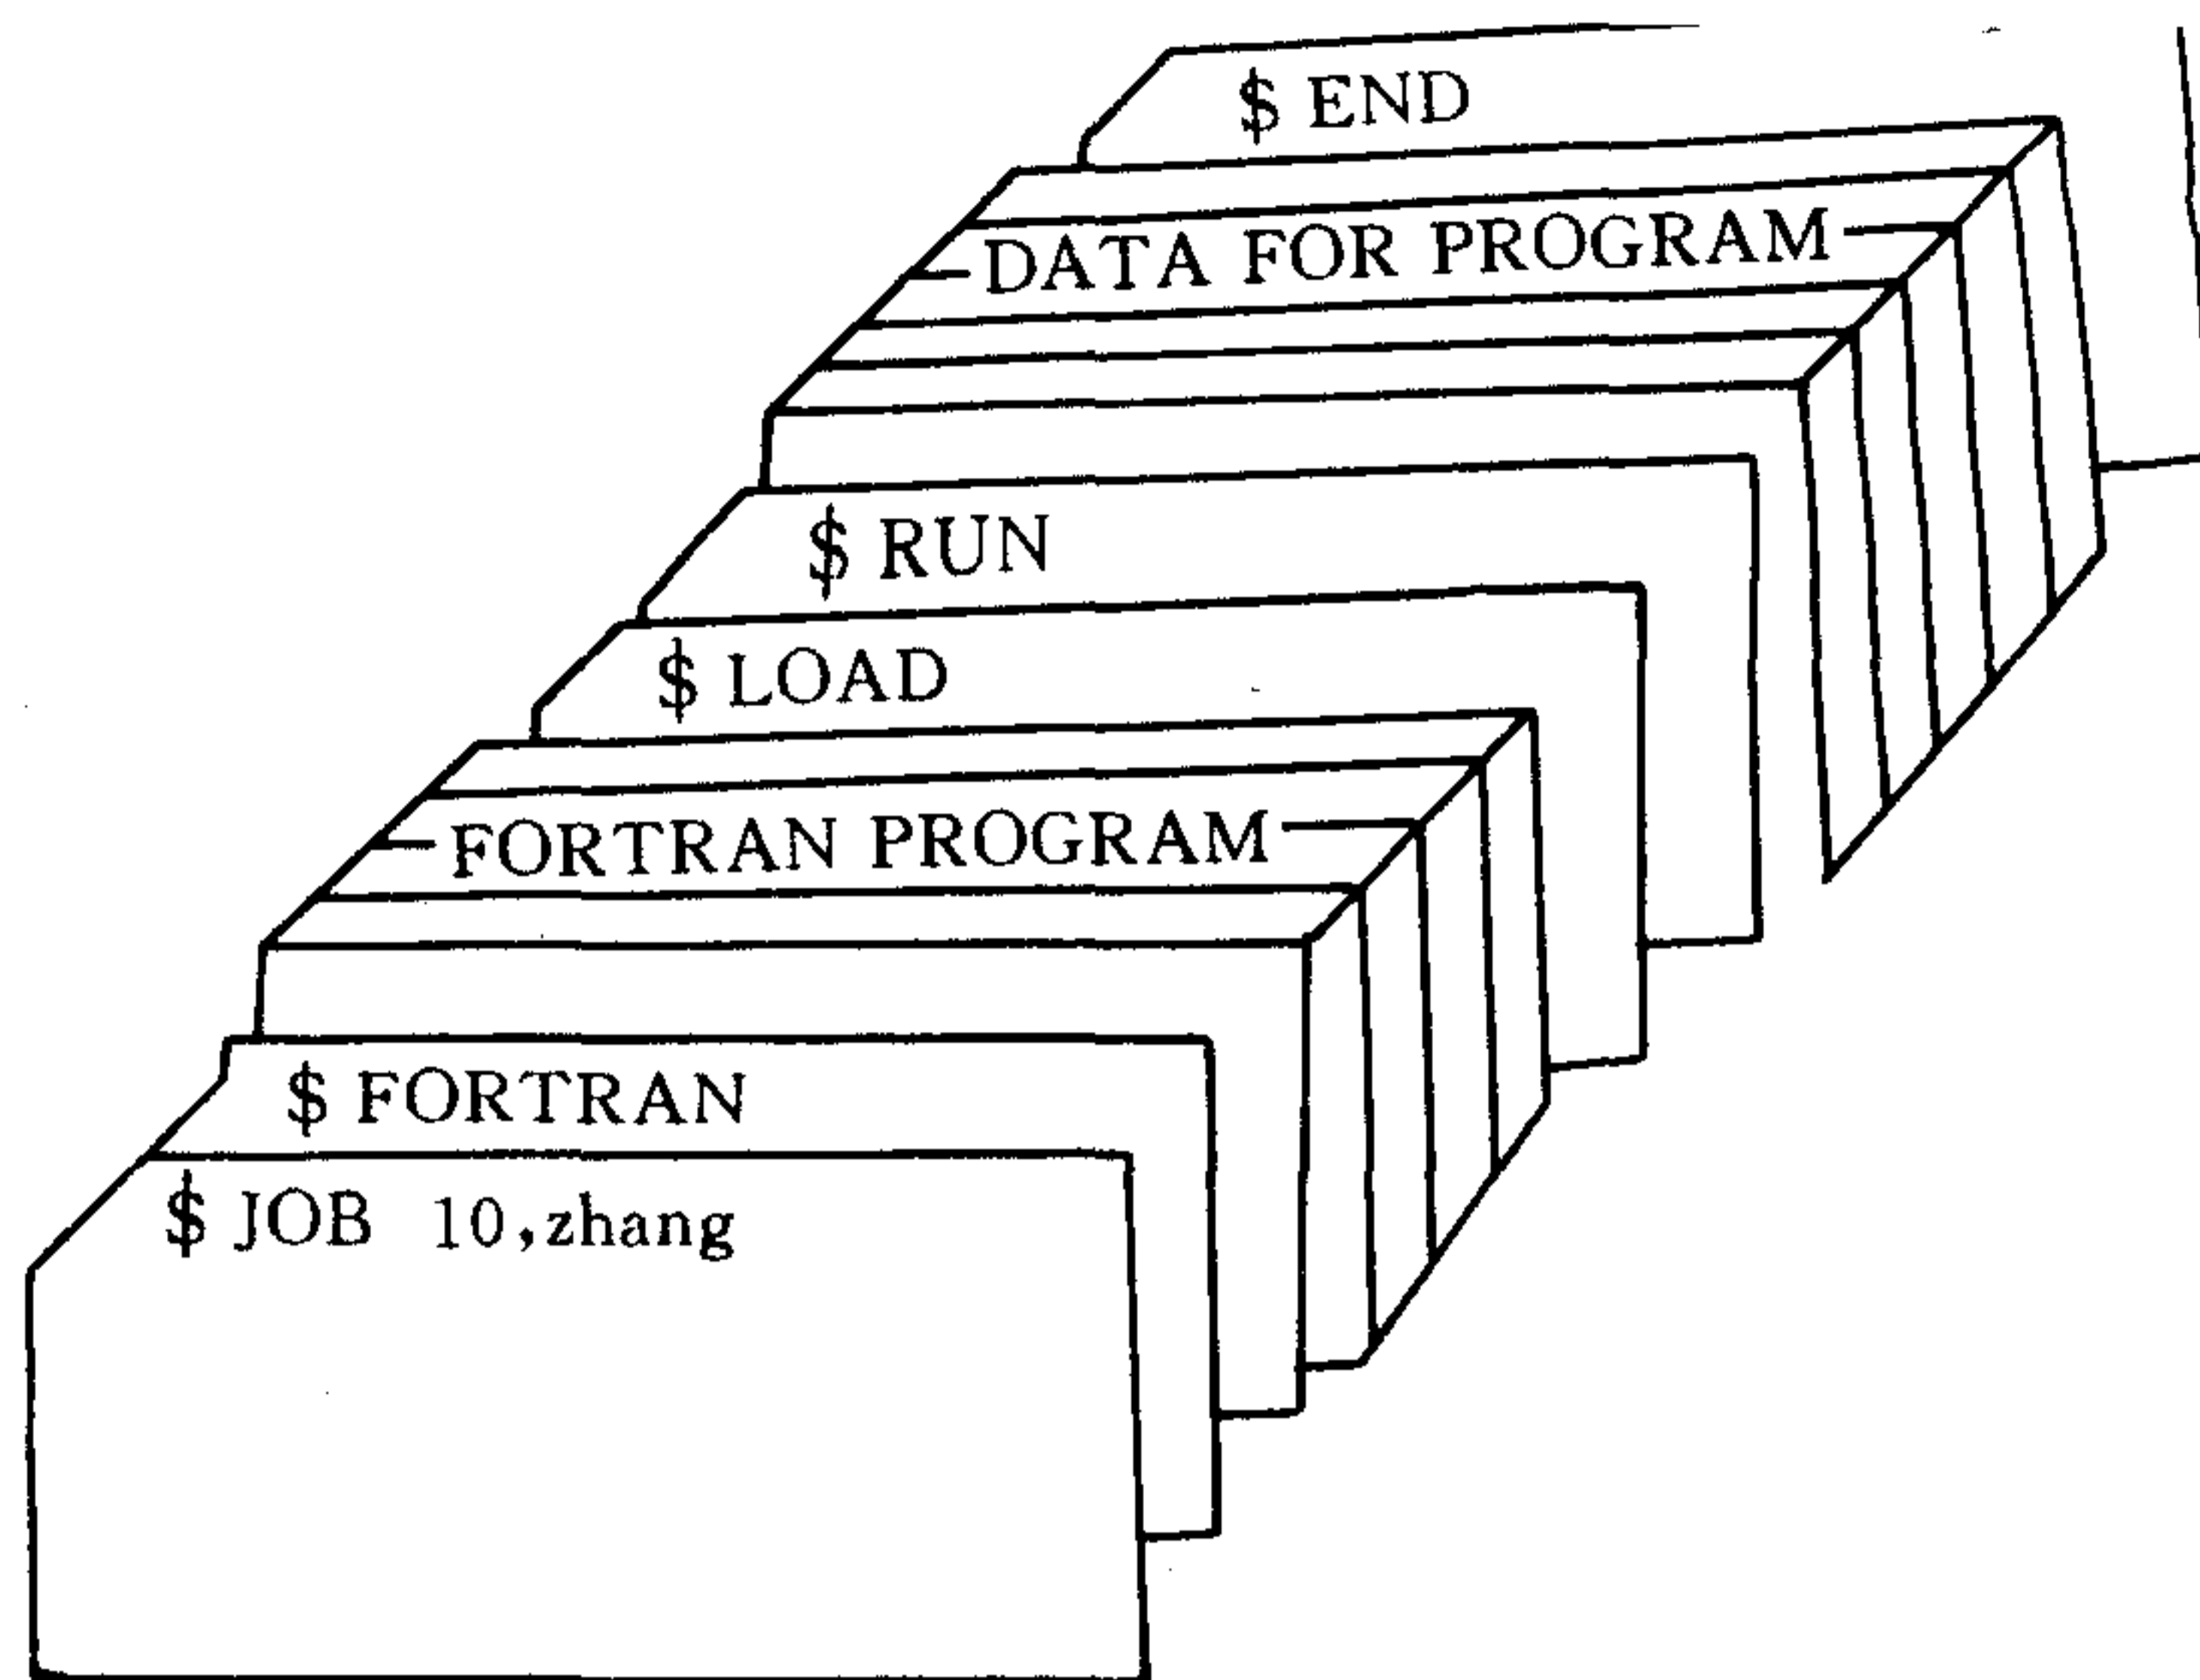 $ END
DATA FOR PROGRAM
$ RUN
$ LOAD
FORTRAN PROGRAM
$ FORTRAN
$ JOB 10,zhang